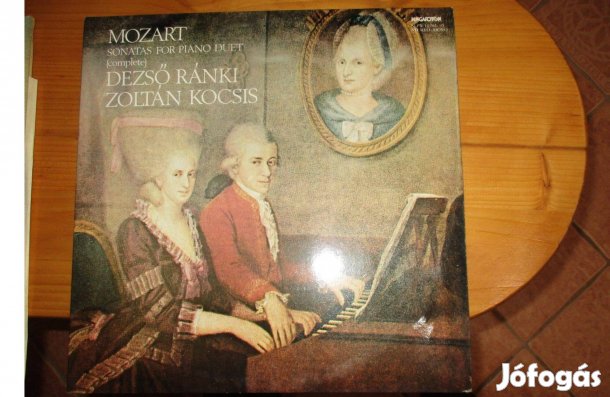 MOZART
SONATAS FOR PIANO DUET
(complete)
DEZSŐ RÁNKI
ZOLTÁN KOCSIS
HUNGAROTON
Jófogás